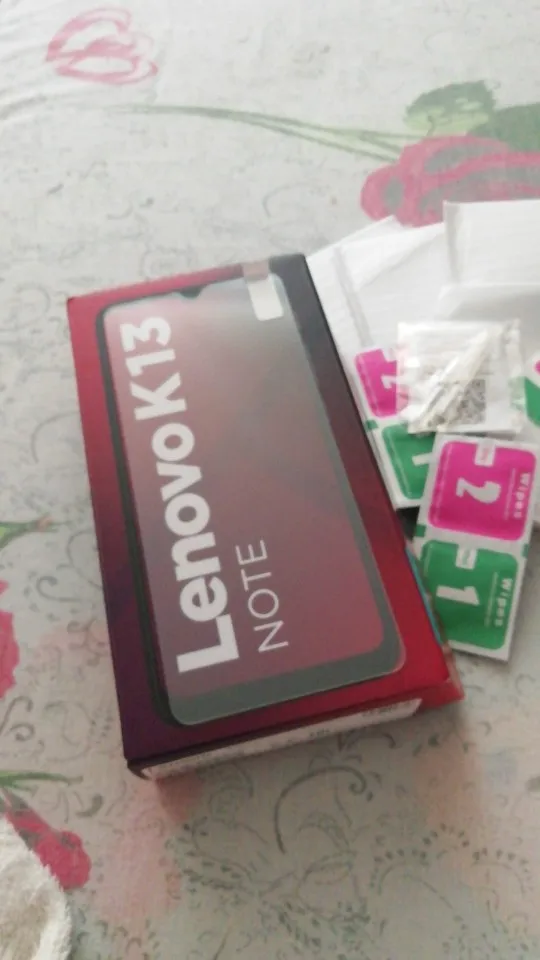 Lenovo K13
NOTE
2
Wipes
1
Wipes